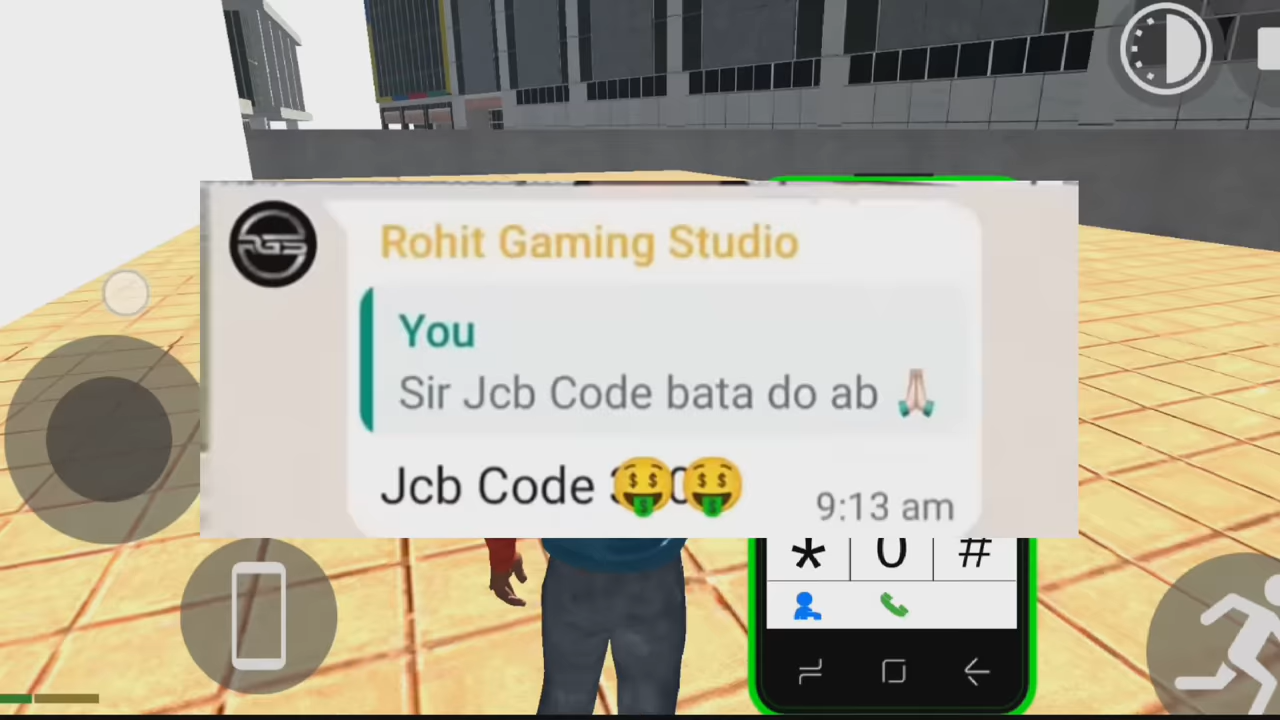 Rohit Gaming Studio
You
Sir Jcb Code bata do ab 🙏🏻
Jcb Code
9:13 am
* 0 #